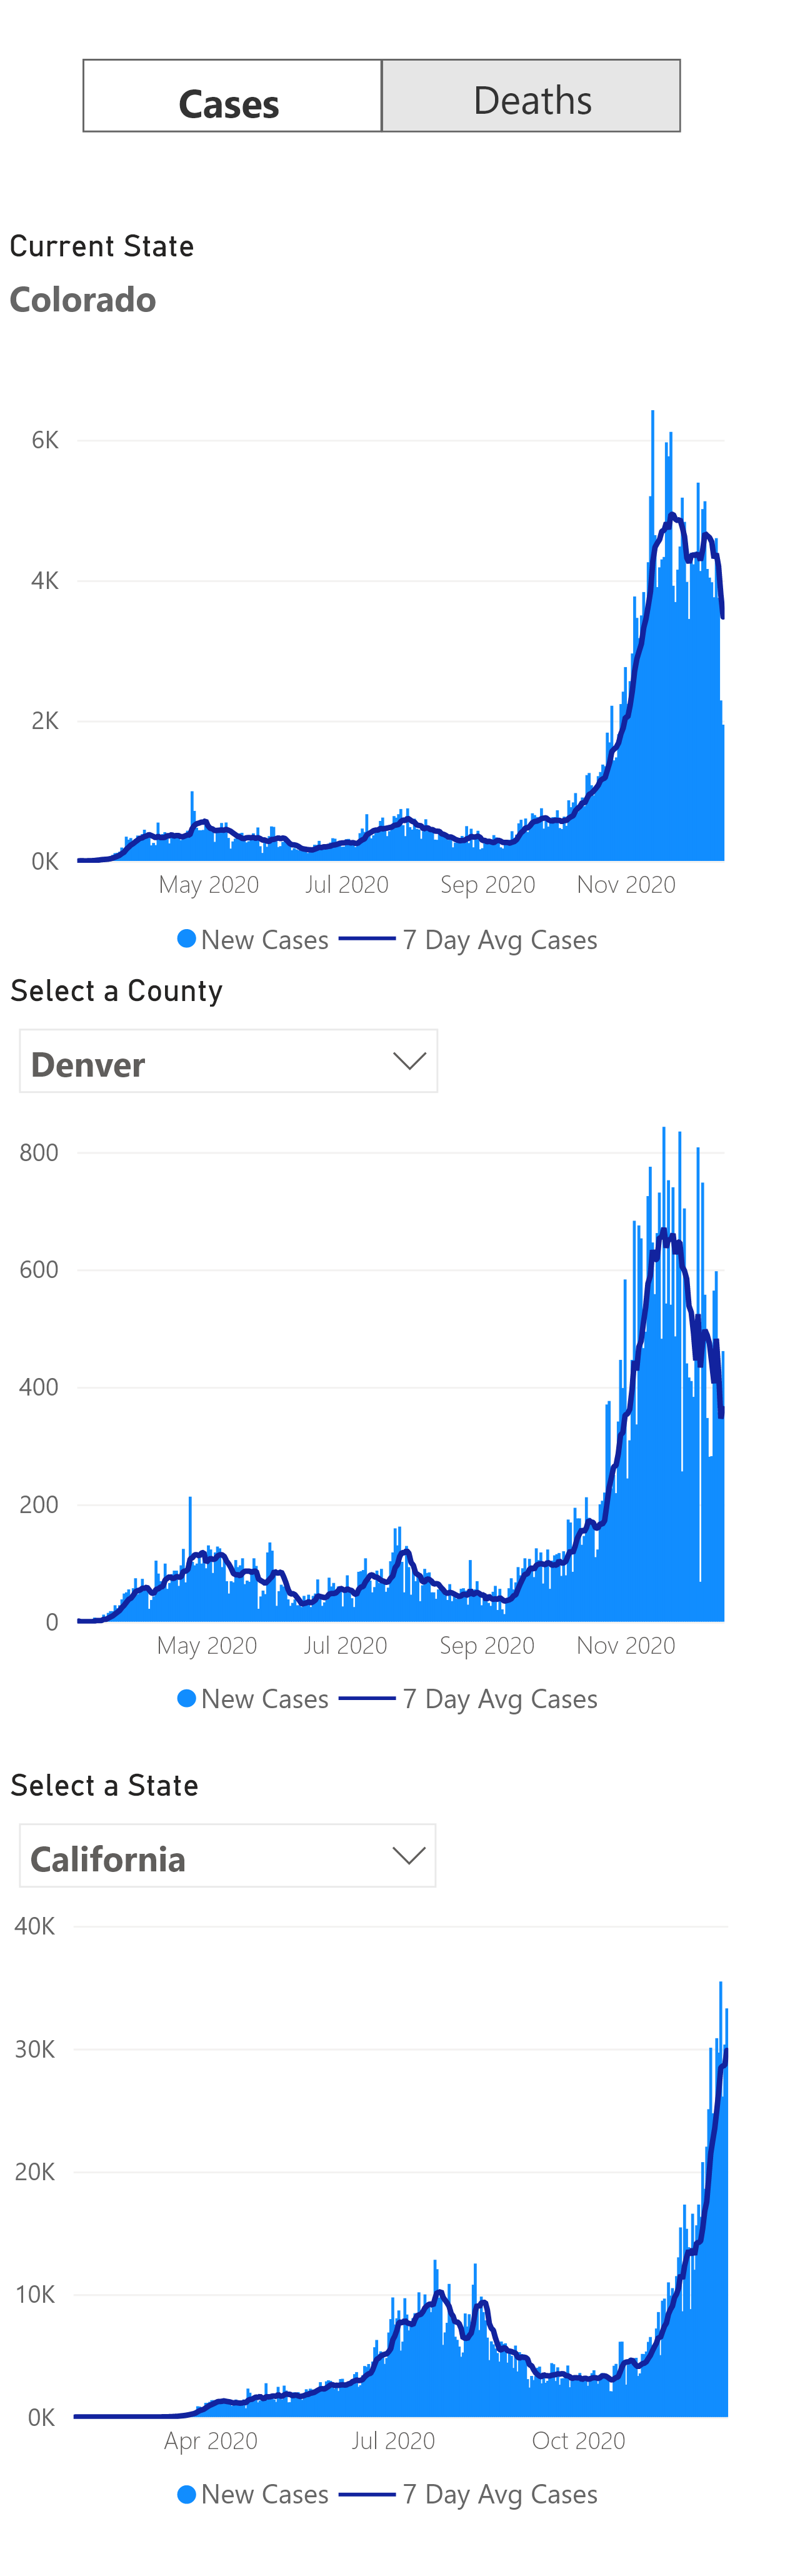 Cases Deaths
Current State
Colorado
6K
4K
2K
0K
May 2020 Jul 2020 Sep 2020 Nov 2020
New Cases 7 Day Avg Cases
Select a County
Denver
800
600
400
200
0
May 2020 Jul 2020 Sep 2020 Nov 2020
New Cases 7 Day Avg Cases
Select a State
California
40K
30K
20K
10K
0K
Apr 2020 Jul 2020 Oct 2020
New Cases 7 Day Avg Cases